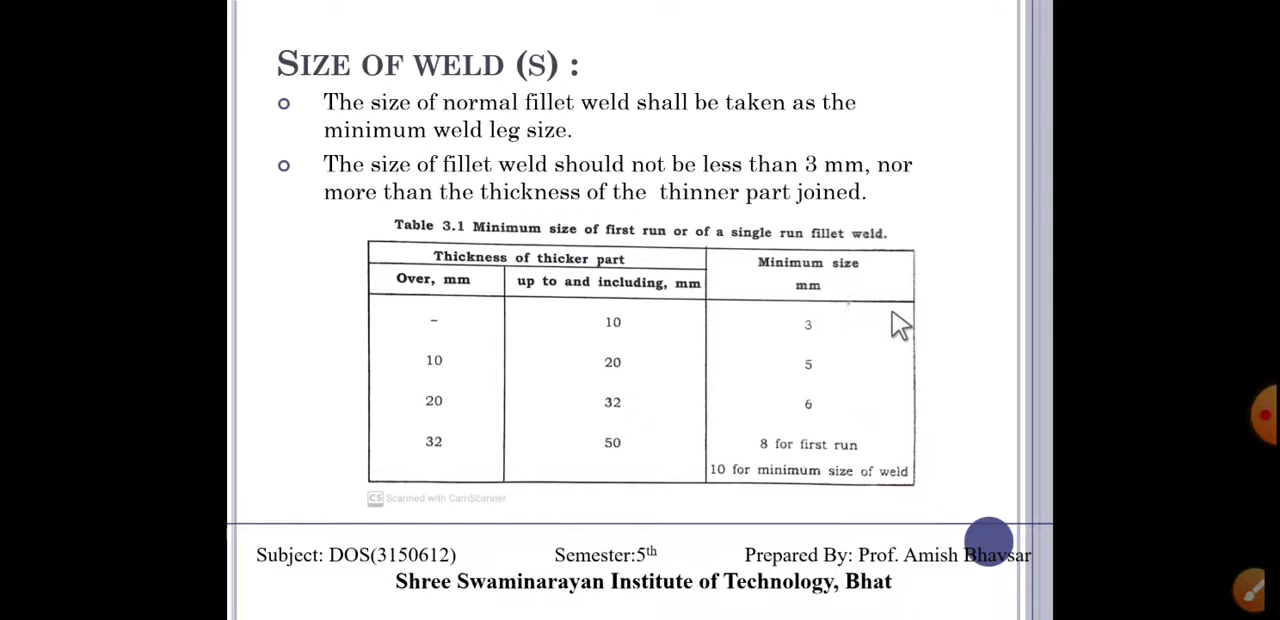 SIZE OF WELD (S) :
The size of normal fillet weld shall be taken as the
minimum weld leg size.
The size of fillet weld should not be less than 3 mm, nor
more than the thickness of the thinner part joined.
Table 3.1 Minimum size of first run or of a single run fillet weld.
Thickness of thicker part
Minimum size
Over, mm
up to and including, mm
mm
– 10 3
10 20 5
20 32 6
32 50 8 for first run
10 for minimum size of weld
CS Scanned with CamScanner
Subject: DOS(3150612) Semester:5th Prepared By: Prof. Amish Bhavsar
Shree Swaminarayan Institute of Technology, Bhat